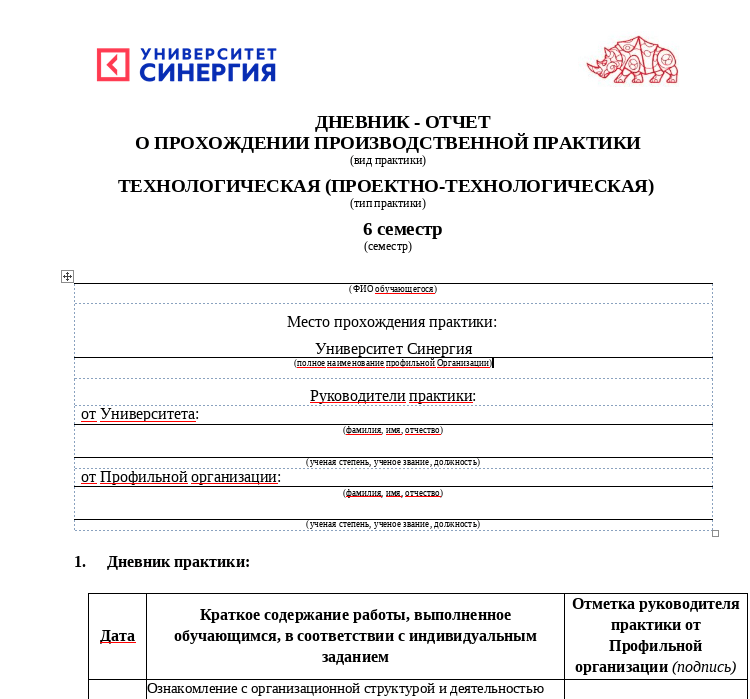 УНИВЕРСИТЕТ
СИНЕРГИЯ
ДНЕВНИК - ОТЧЕТ
О ПРОХОЖДЕНИИ ПРОИЗВОДСТВЕННОЙ ПРАКТИКИ
(вид практики)
ТЕХНОЛОГИЧЕСКАЯ (ПРОЕКТНО-ТЕХНОЛОГИЧЕСКАЯ)
(тип практики)
6 семестр
(семестр)
(ФИО обучающегося)
Место прохождения практики:
Университет Синергия
(полное наименование профильной Организации)
Руководители практики:
от Университета:
(фамилия, имя, отчество)
(ученая степень, ученое звание, должность)
от Профильной организации:
(фамилия, имя, отчество)
(ученая степень, ученое звание, должность)
1. Дневник практики:
Дата
Краткое содержание работы, выполненное
обучающимся, в соответствии с индивидуальным
заданием
Отметка руководителя
практики от
Профильной
организации (подпись)
Ознакомление с организационной структурой и деятельностью